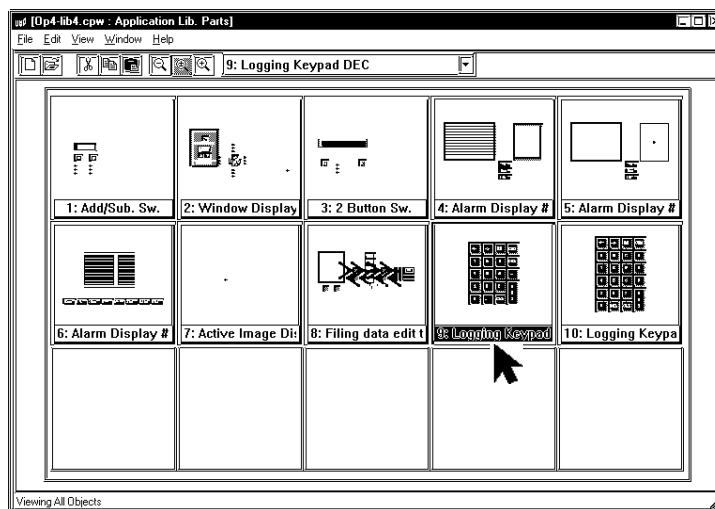 [Op4-lib4.cpw : Application Lib. Parts]
File Edit View Window Help
9: Logging Keypad DEC
1: Add/Sub. Sw.
2: Window Display
3: 2 Button Sw.
4: Alarm Display #
5: Alarm Display #
6: Alarm Display #
7: Active Image Dis
8: Filing data edit t
9: Logging Keypad
10: Logging Keypa
Viewing All Objects